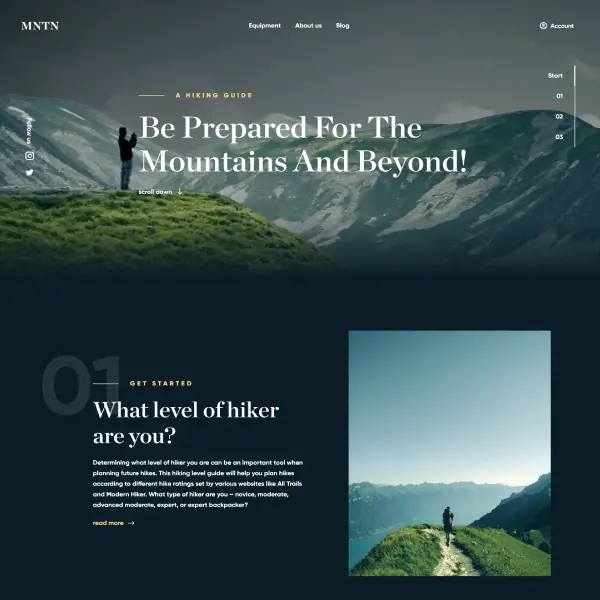 MNTN
Equipment About us Blog
Account
Start
01
02
03
Follow us
A HIKING GUIDE
Be Prepared For The
Mountains And Beyond!
scroll down
01
GET STARTED
What level of hiker
are you?
Determining what level of hiker you are can be an important tool when
planning future hikes. This hiking level guide will help you plan hikes
according to different hike ratings set by various websites like All Trails
and Modern Hiker. What type of hiker are you – novice, moderate,
advanced moderate, expert, or expert backpacker?
read more